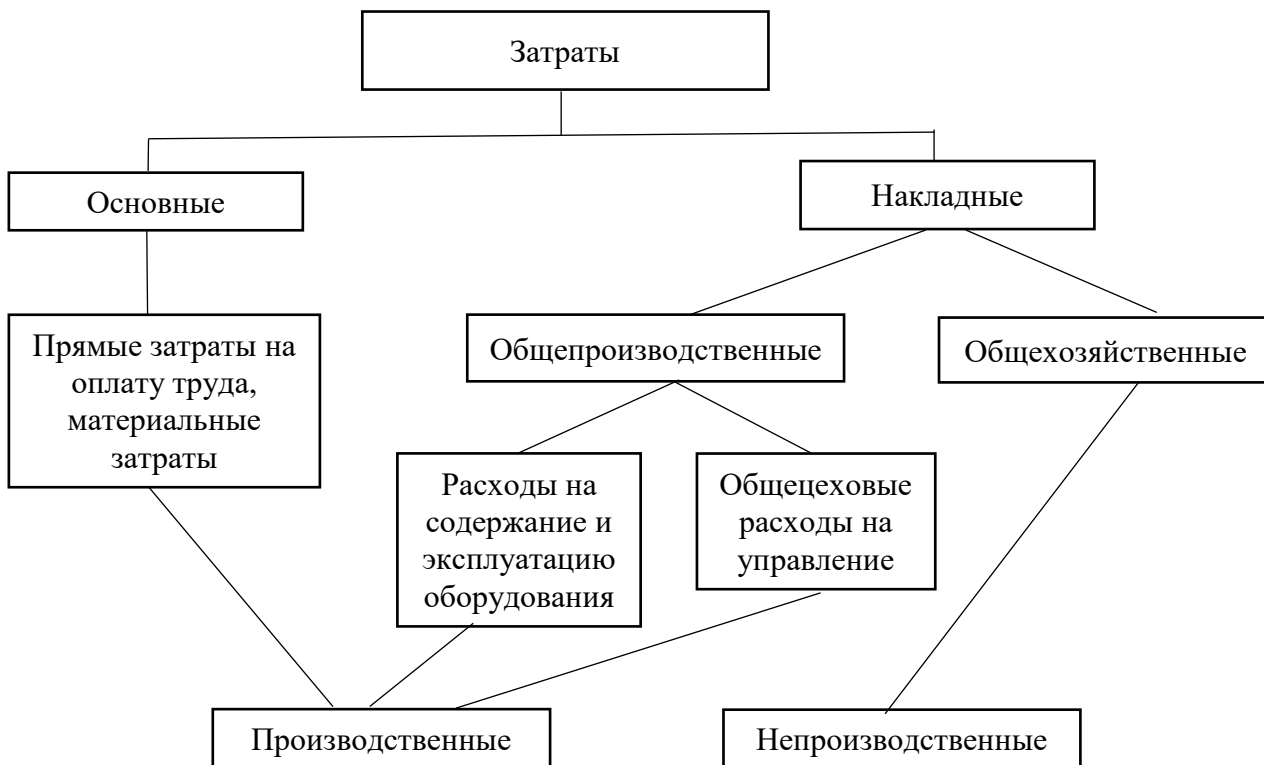 Затраты
Основные
Накладные
Прямые затраты на
оплату труда,
материальные
затраты
Общепроизводственные
Общехозяйственные
Расходы на
содержание и
эксплуатацию
оборудования
Общецеховые
расходы на
управление
Производственные
Непроизводственные